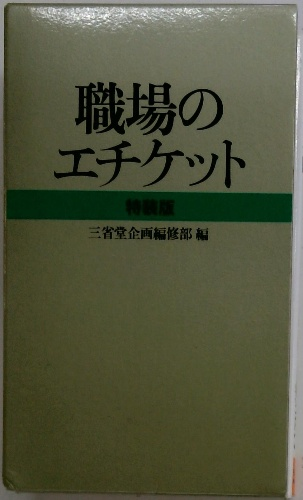 職場の
エチケット
特装版
三省堂企画編修部 編